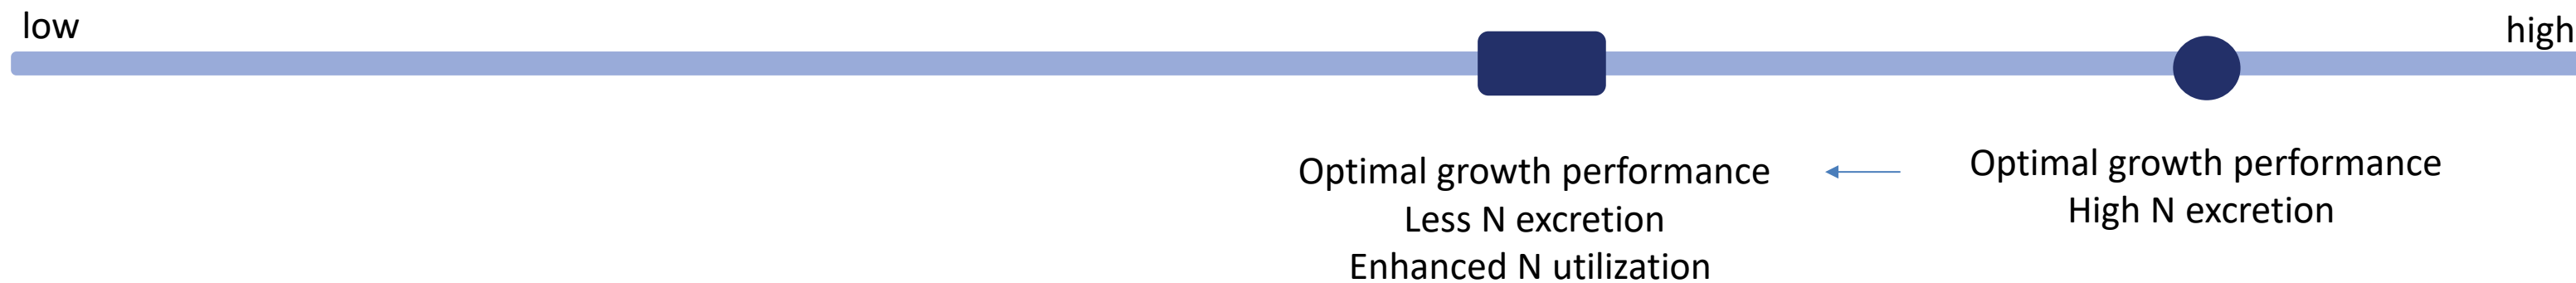 low
high
Optimal growth performance
Less N excretion
Enhanced N utilization
Optimal growth performance
High N excretion